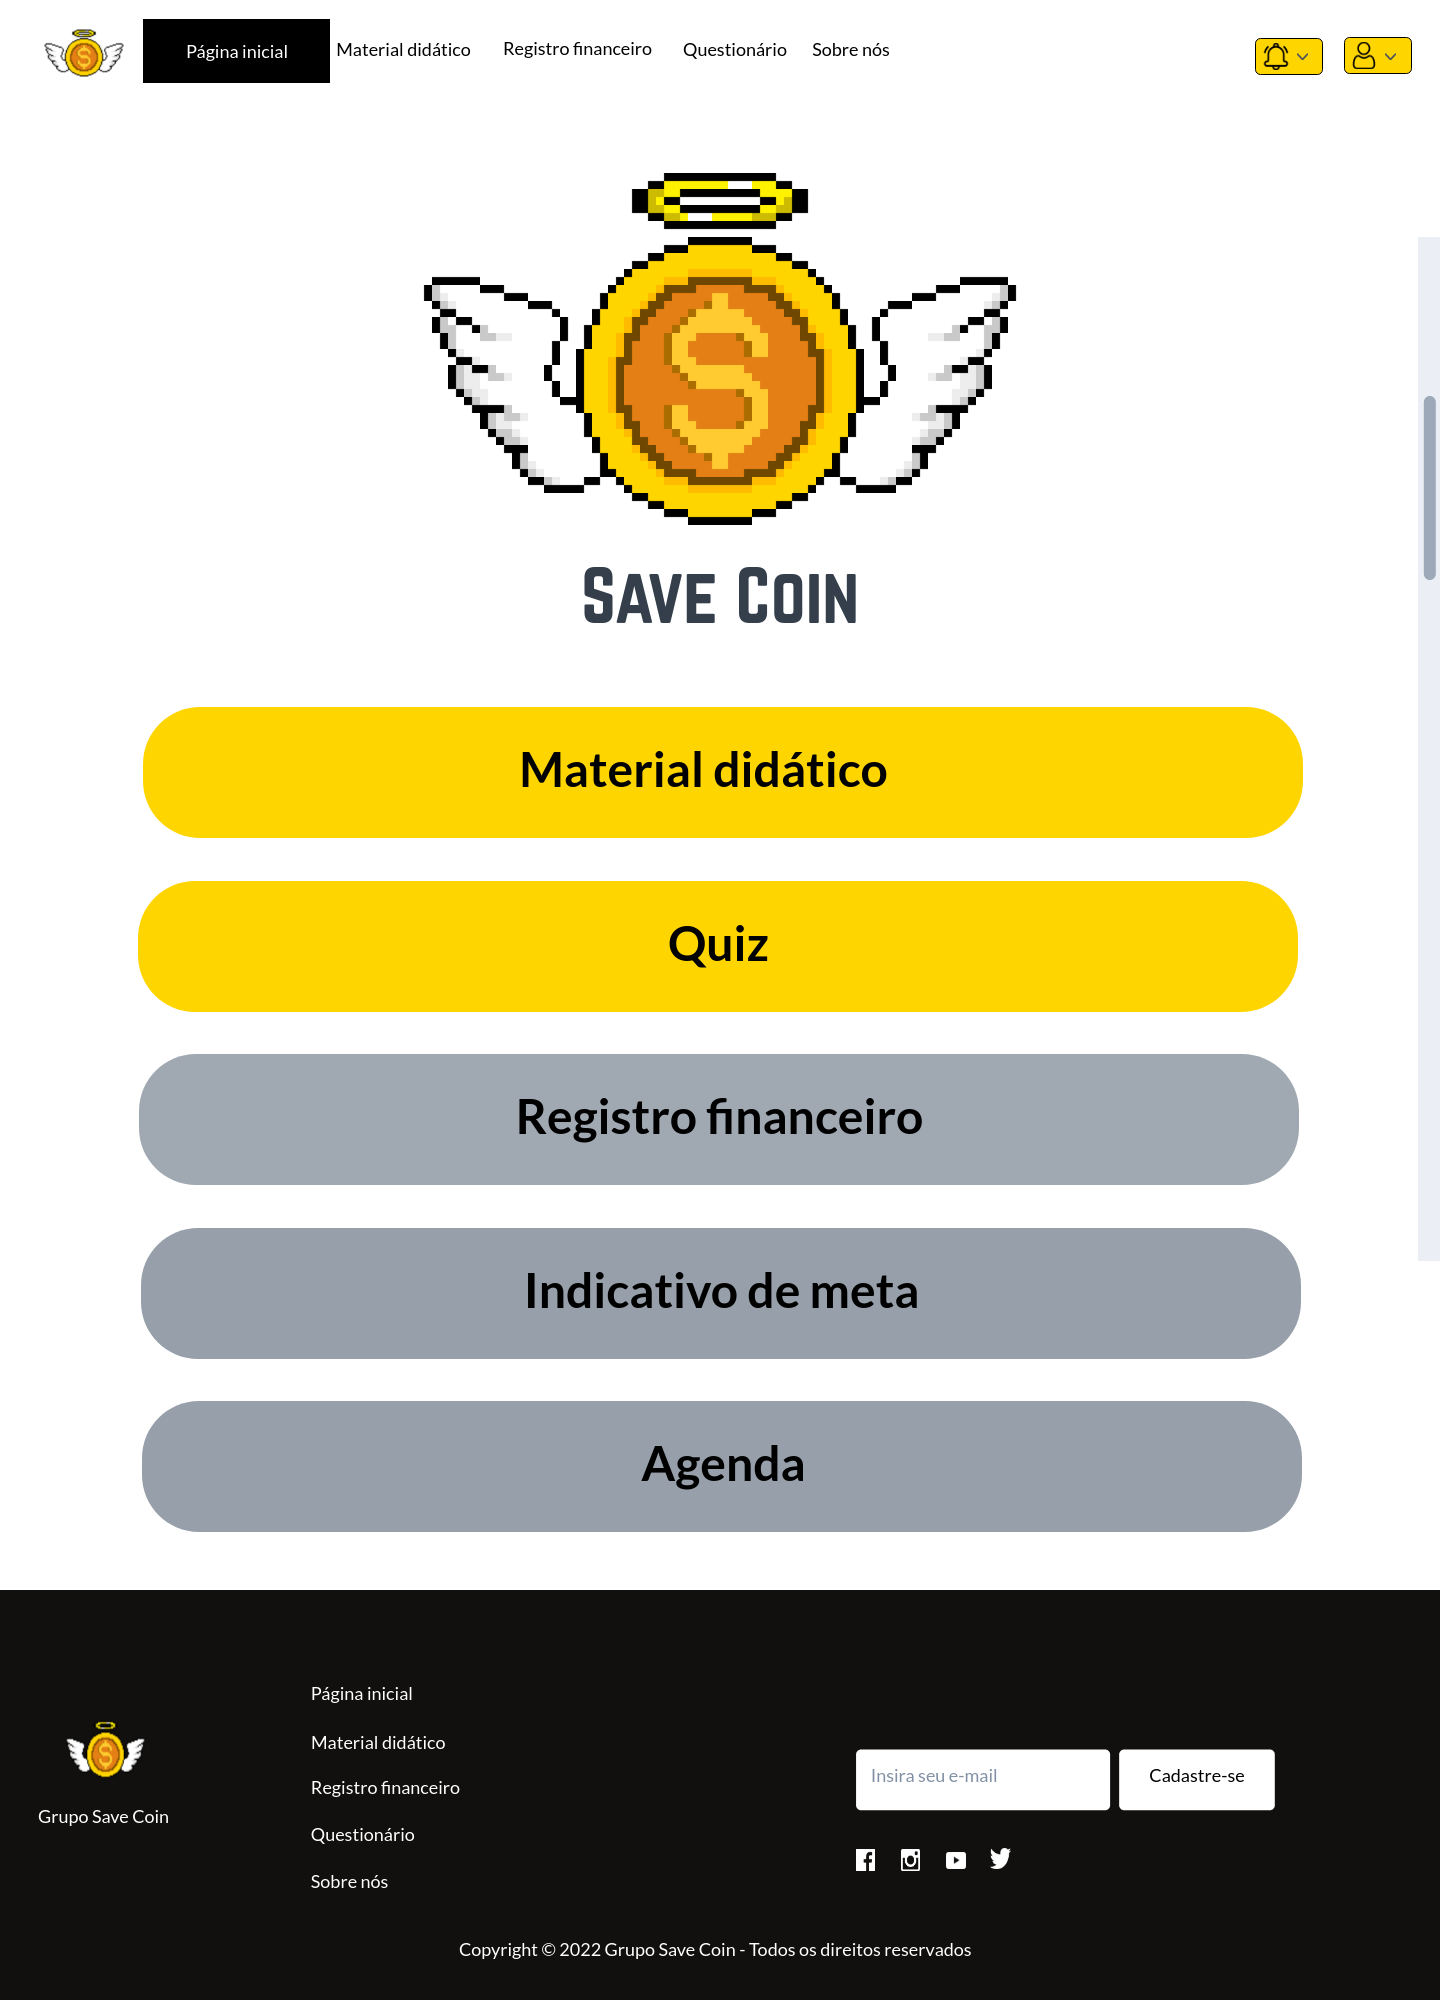 Página inicial
Material didático
Registro financeiro
Questionário
Sobre nós
Save Coin
Material didático
Quiz
Registro financeiro
Indicativo de meta
Agenda
Página inicial
Material didático
Registro financeiro
Questionário
Sobre nós
Grupo Save Coin
Insira seu e-mail
Cadastre-se
Copyright © 2022 Grupo Save Coin - Todos os direitos reservados